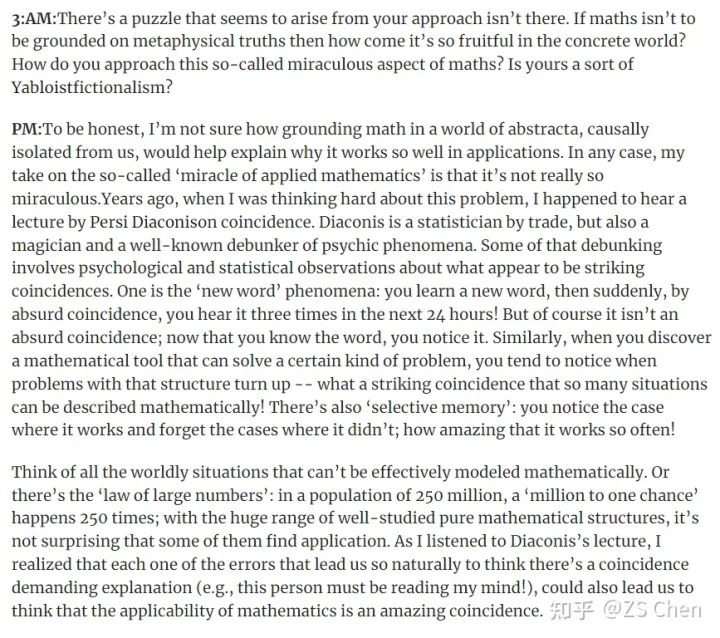 3:AM:There’s a puzzle that seems to arise from your approach isn’t there. If maths isn’t to
be grounded on metaphysical truths then how come it’s so fruitful in the concrete world?
How do you approach this so-called miraculous aspect of maths? Is yours a sort of
Yabloistfictionalism?
PM:To be honest, I’m not sure how grounding math in a world of abstracta, causally
isolated from us, would help explain why it works so well in applications. In any case, my
take on the so-called ‘miracle of applied mathematics’ is that it’s not really so
miraculous.Years ago, when I was thinking hard about this problem, I happened to hear a
lecture by Persi Diaconison coincidence. Diaconis is a statistician by trade, but also a
magician and a well-known debunker of psychic phenomena. Some of that debunking
involves psychological and statistical observations about what appear to be striking
coincidences. One is the ‘new word’ phenomena: you learn a new word, then suddenly, by
absurd coincidence, you hear it three times in the next 24 hours! But of course it isn’t an
absurd coincidence; now that you know the word, you notice it. Similarly, when you discover
a mathematical tool that can solve a certain kind of problem, you tend to notice when
problems with that structure turn up -- what a striking coincidence that so many situations
can be described mathematically! There’s also ‘selective memory’: you notice the case
where it works and forget the cases where it didn’t; how amazing that it works so often!
Think of all the worldly situations that can’t be effectively modeled mathematically. Or
there’s the ‘law of large numbers’: in a population of 250 million, a ‘million to one chance’
happens 250 times; with the huge range of well-studied pure mathematical structures, it’s
not surprising that some of them find application. As I listened to Diaconis’s lecture, I
realized that each one of the errors that lead us so naturally to think there’s a coincidence
demanding explanation (e.g., this person must be reading my mind!), could also lead us to
think that the applicability of mathematics is an amazing coincidence.
知乎 @ZS Chen